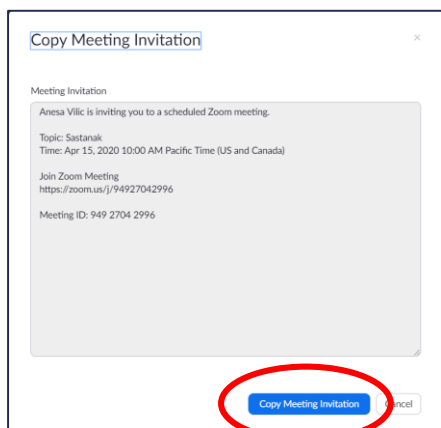 Copy Meeting Invitation
×
Meeting Invitation
Anesa Vilic is inviting you to a scheduled Zoom meeting.
Topic: Sastanak
Time: Apr 15, 2020 10:00 AM Pacific Time (US and Canada)
Join Zoom Meeting
https://zoom.us/j/94927042996
Meeting ID: 949 2704 2996
Copy Meeting Invitation Cancel